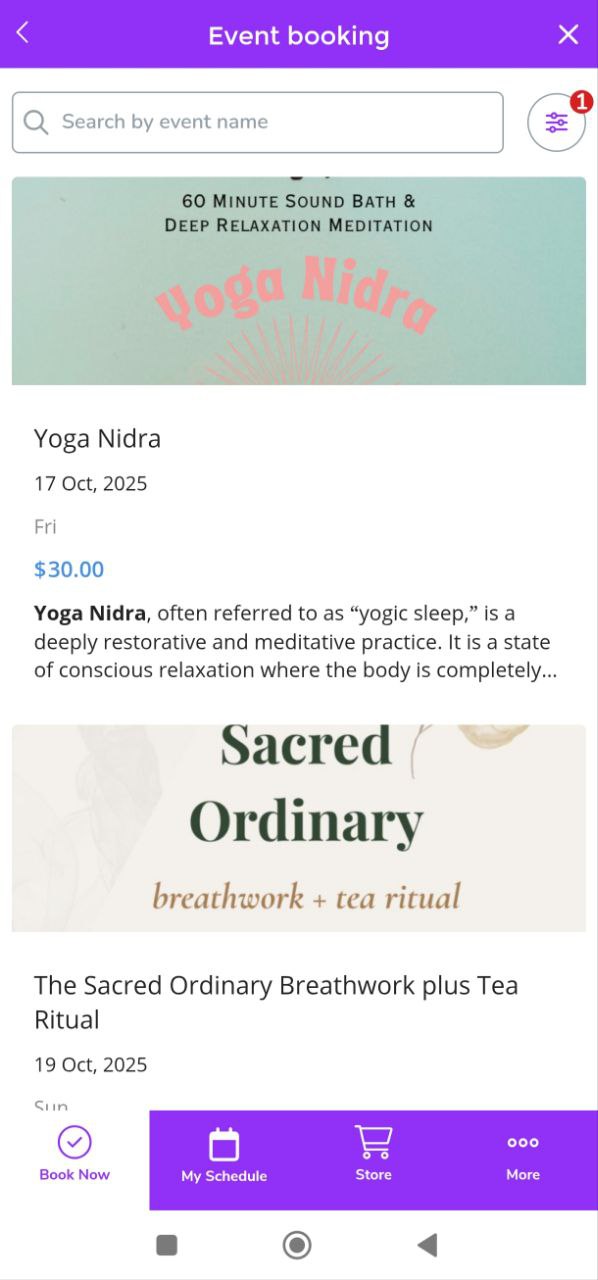 Event booking
Search by event name
1
60 Minute Sound Bath &
Deep Relaxation Meditation
Yoga Nidra
Yoga Nidra
17 Oct, 2025
Fri
$30.00
Yoga Nidra, often referred to as “yogic sleep,” is a
deeply restorative and meditative practice. It is a state
of conscious relaxation where the body is completely...
Sacred
Ordinary
breathwork + tea ritual
The Sacred Ordinary Breathwork plus Tea
Ritual
19 Oct, 2025
Sun
Book Now
My Schedule
Store
More